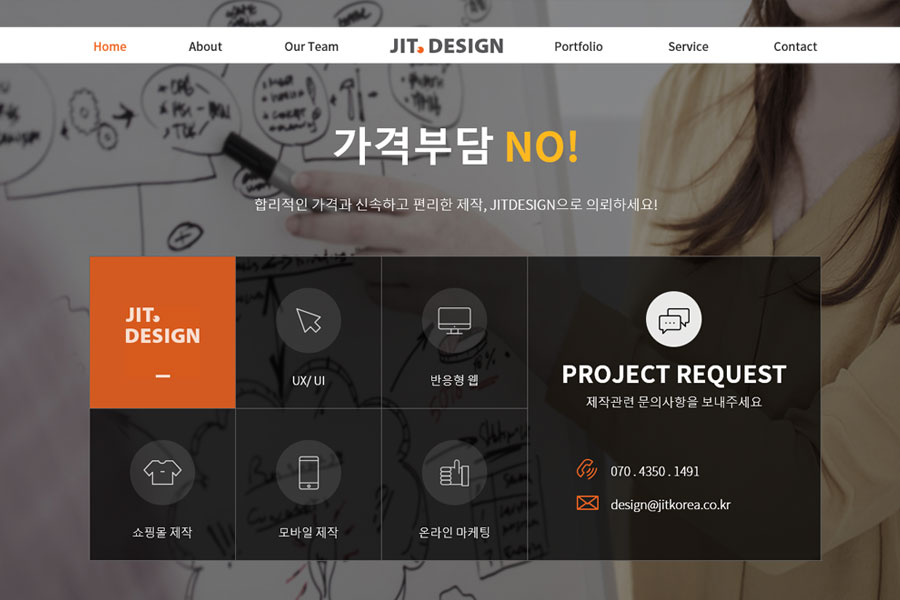 Home About Our Team JIT. DESIGN Portfolio Service Contact
가격부담 NO!
합리적인 가격과 신속하고 편리한 제작, JITDESIGN으로 의뢰하세요!
JIT.
DESIGN
UX/ UI
반응형 웹
쇼핑몰 제작
모바일 제작
온라인 마케팅
PROJECT REQUEST
제작관련 문의사항을 보내주세요
070 . 4350 . 1491
design@jitkorea.co.kr